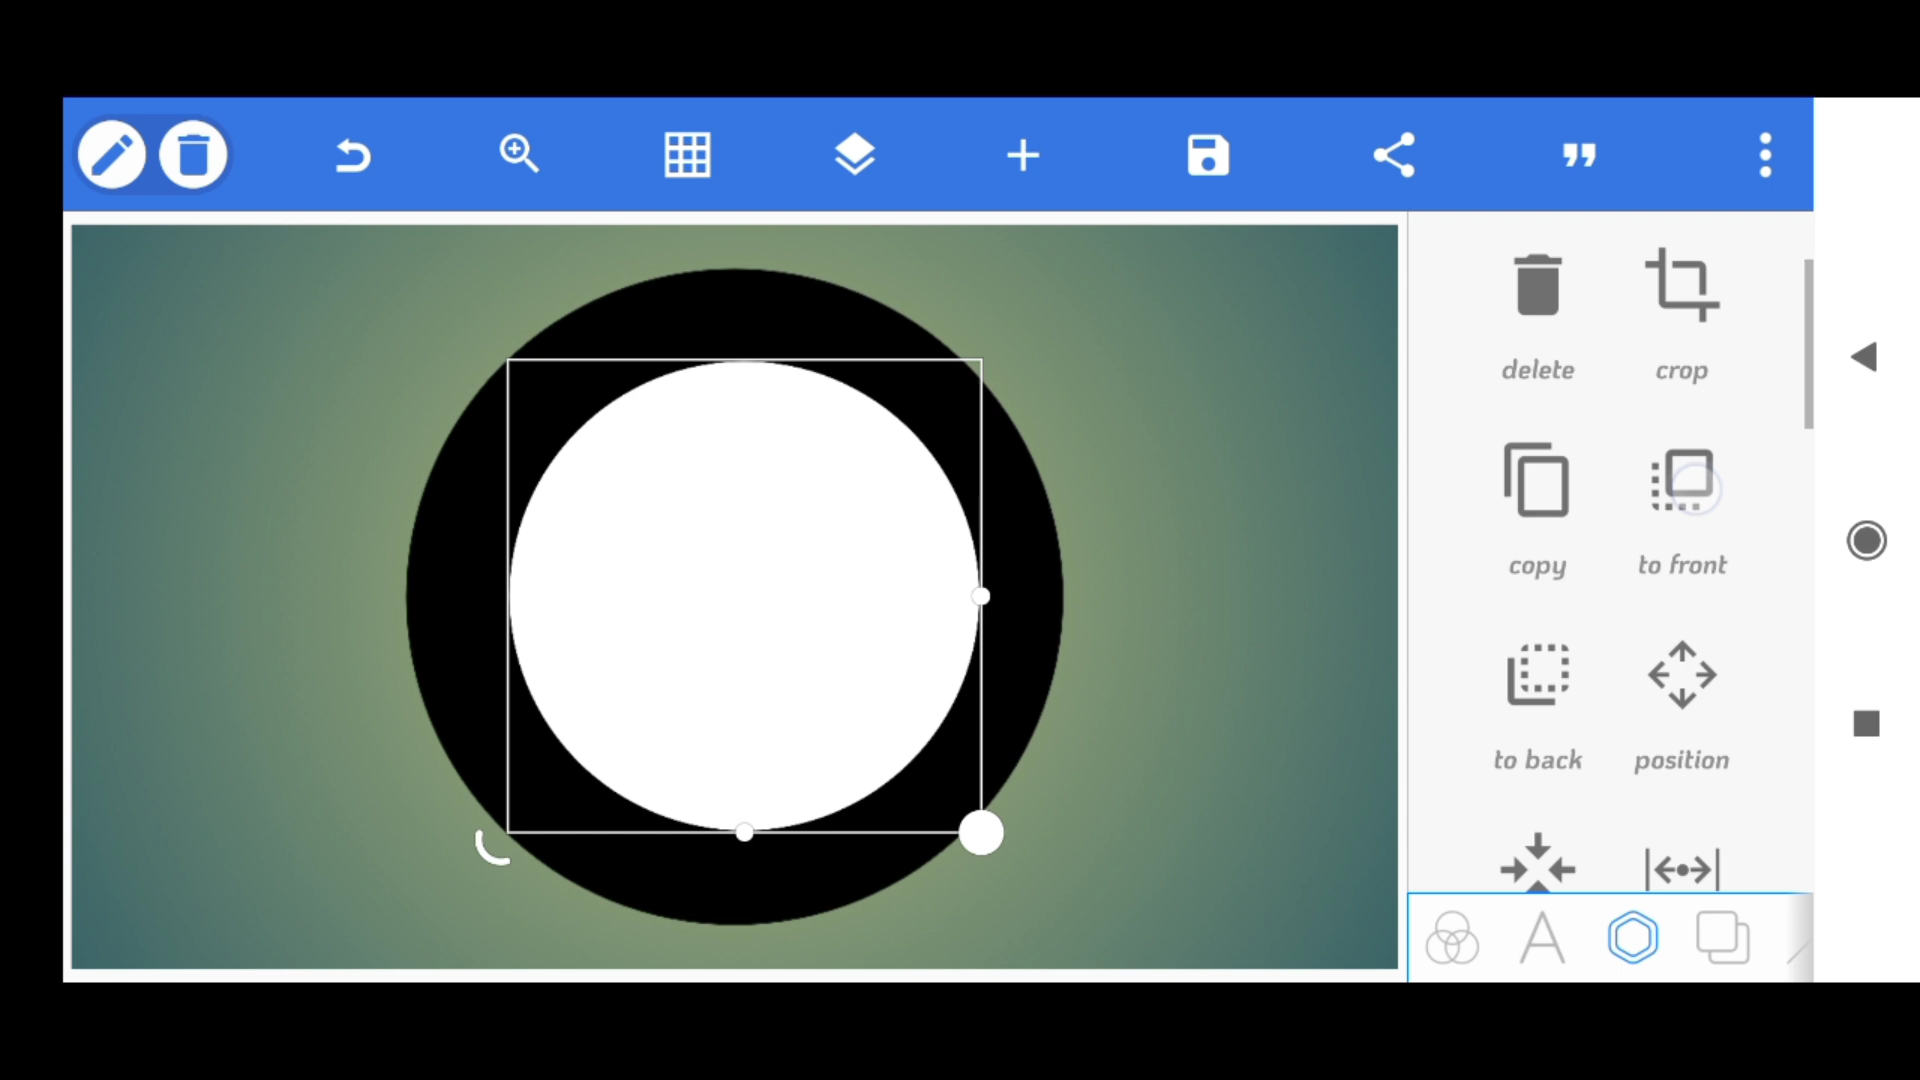 delete
crop
copy
to front
to back
position